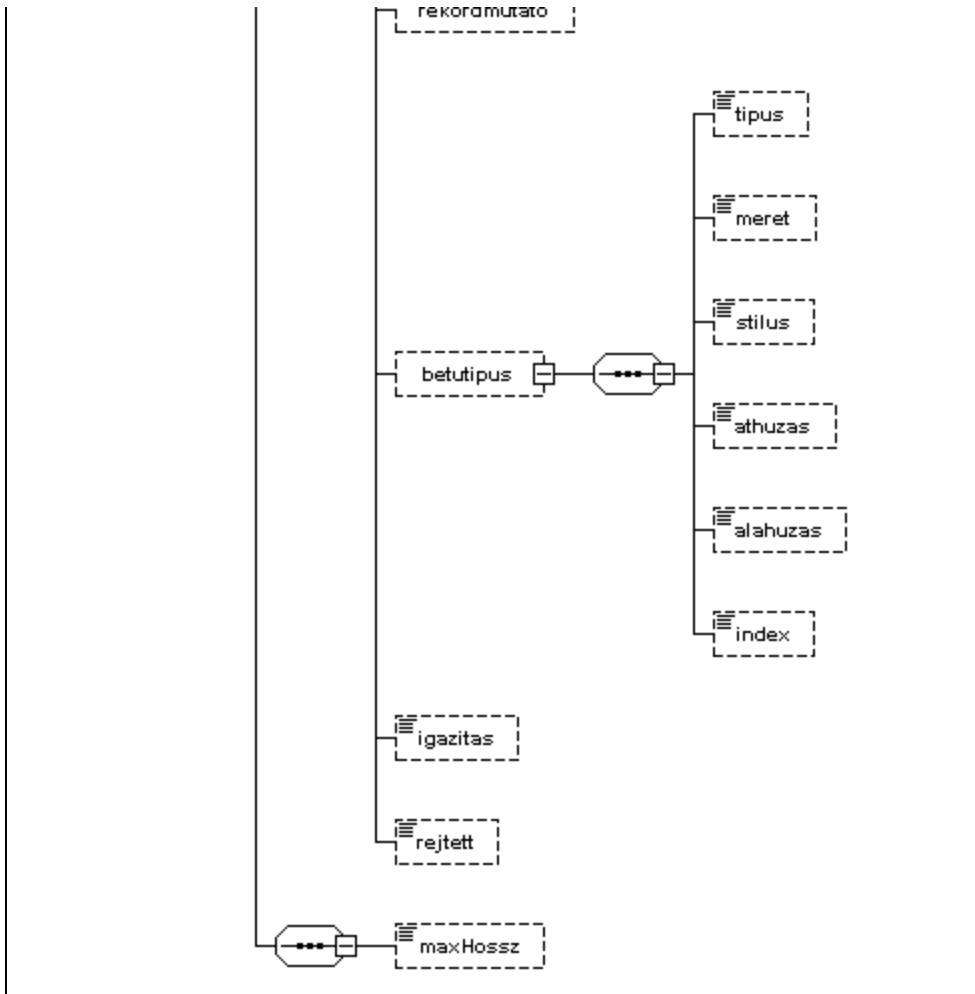 rekordmutato
tipus
meret
stilus
betutipus
athuzas
alahuzas
index
igazitas
rejtett
maxHossz